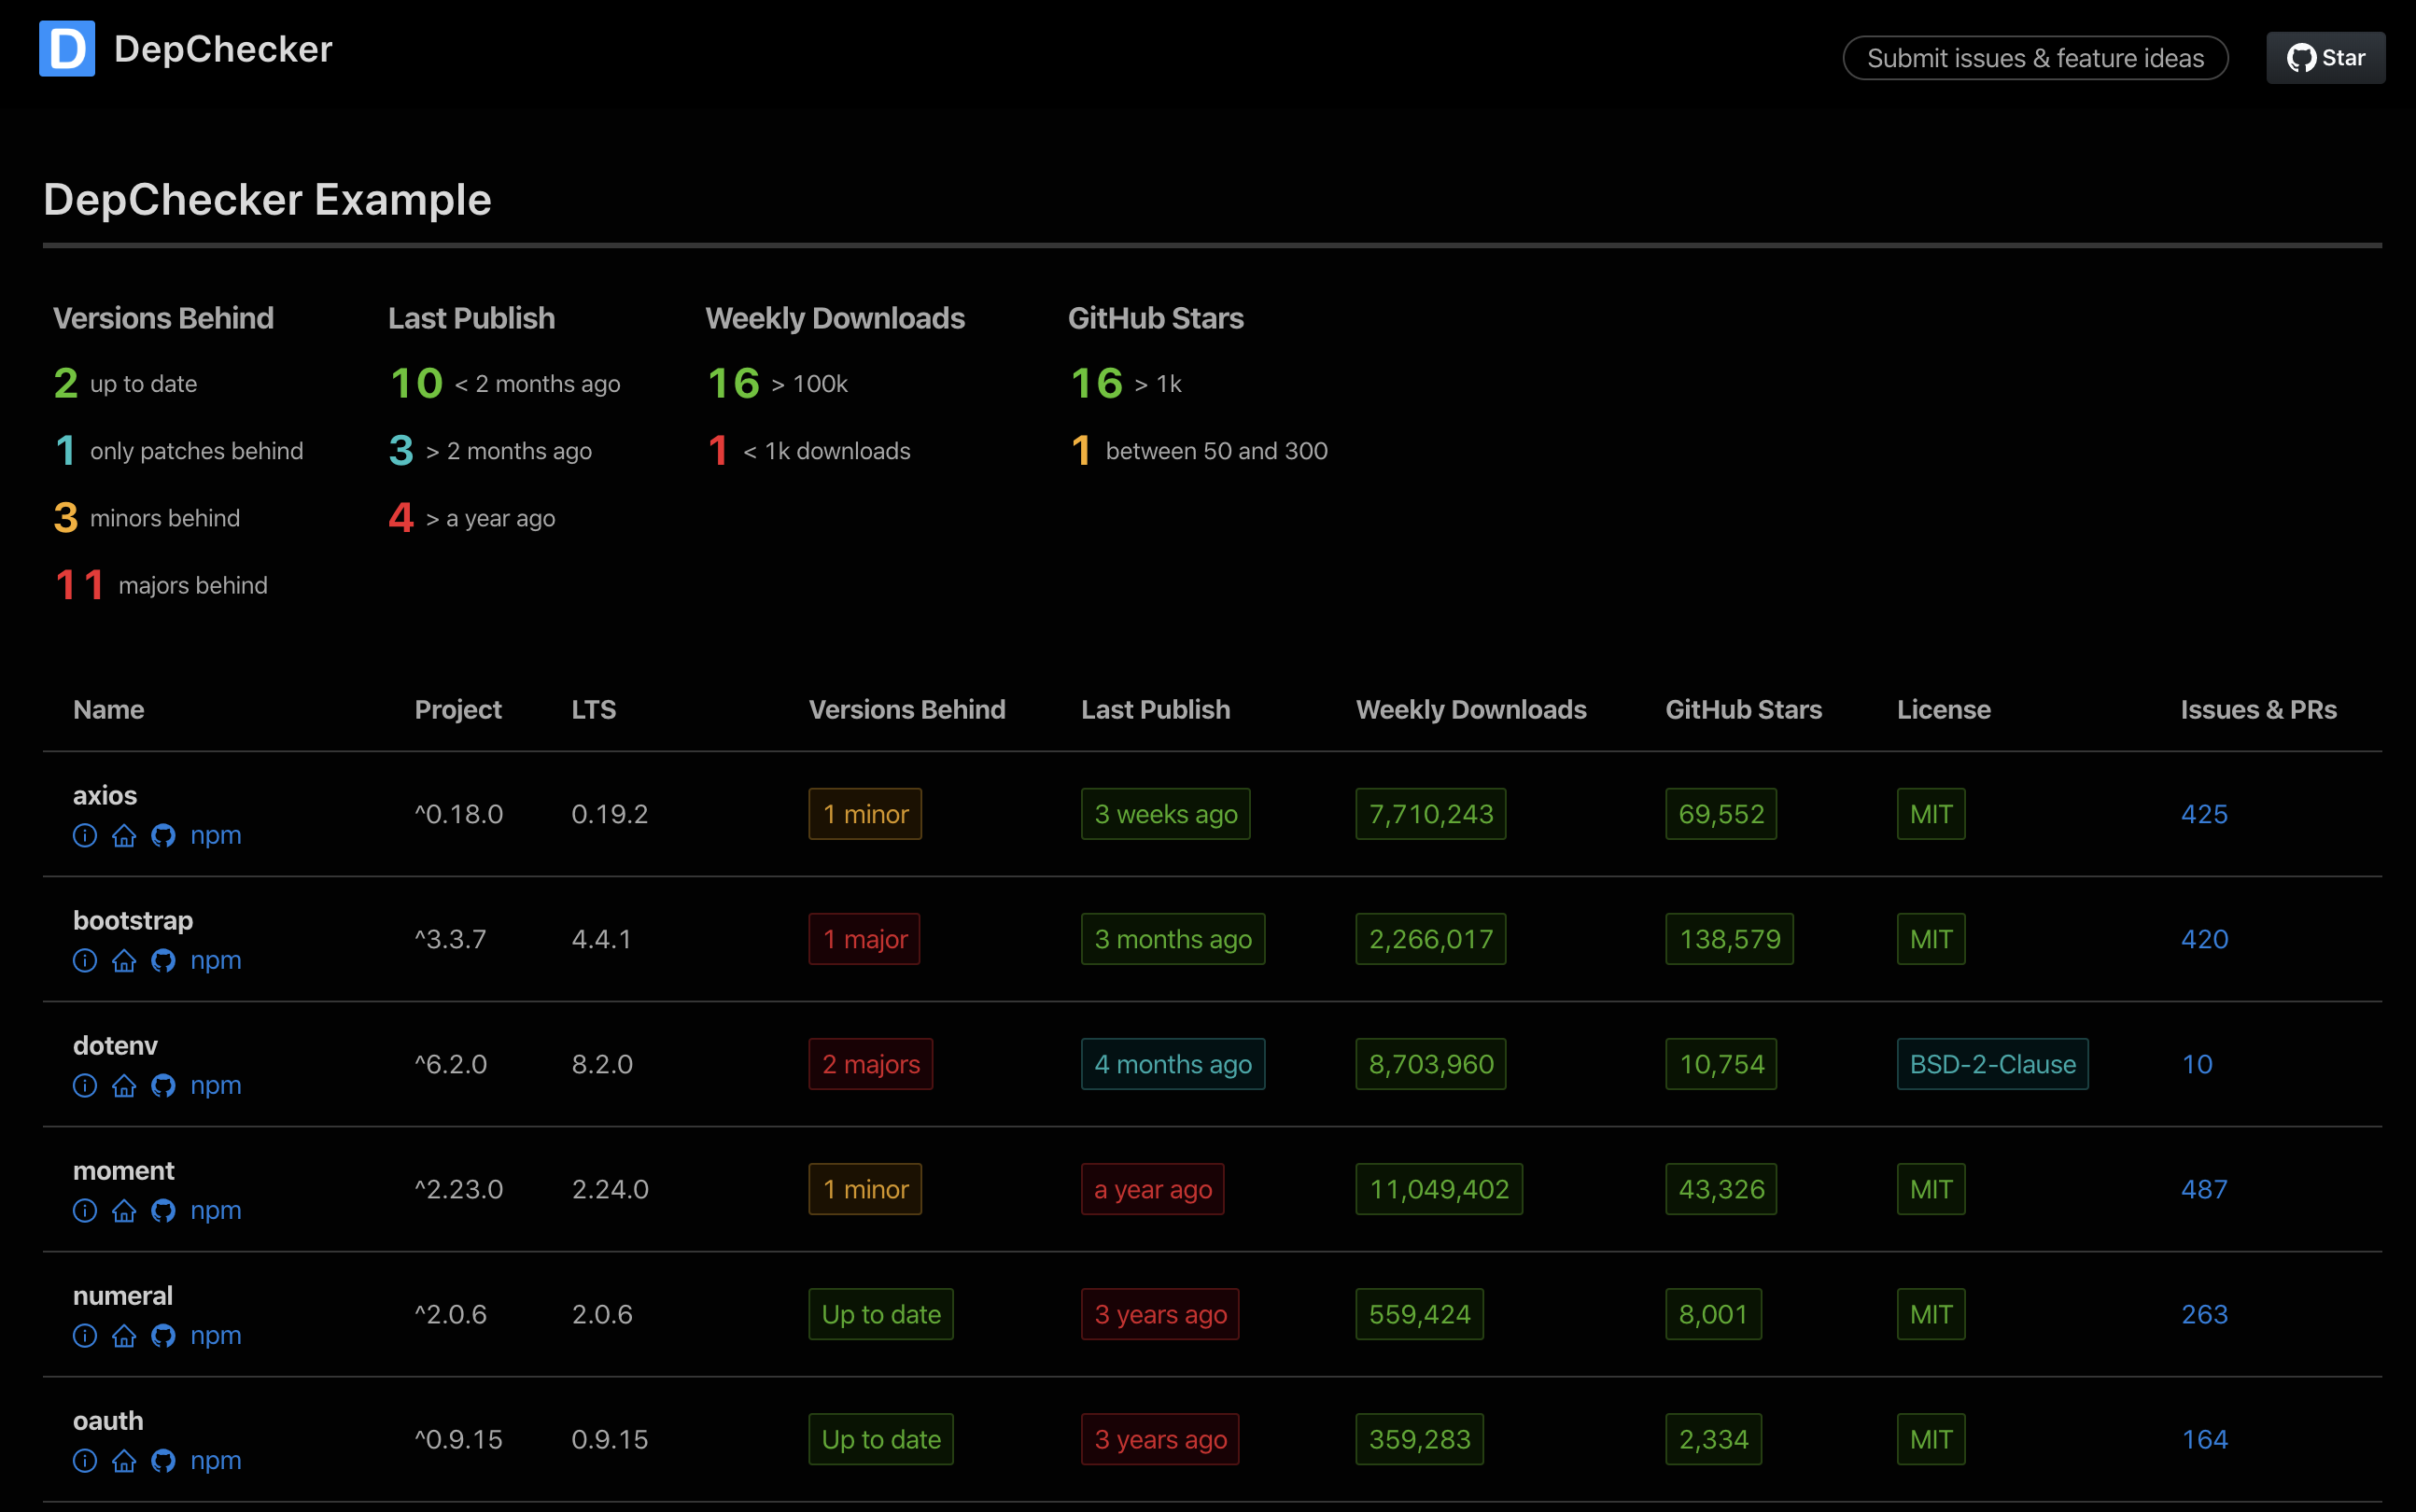 D DepChecker
Submit issues & feature ideas
Star
DepChecker Example
Versions Behind
2 up to date
1 only patches behind
3 minors behind
11 majors behind
Last Publish
10 < 2 months ago
3 > 2 months ago
4 > a year ago
Weekly Downloads
16 > 100k
1 < 1k downloads
GitHub Stars
16 > 1k
1 between 50 and 300
Name Project LTS Versions Behind Last Publish Weekly Downloads GitHub Stars License Issues & PRs
axios
npm
^0.18.0 0.19.2 1 minor 3 weeks ago 7,710,243 69,552 MIT 425
bootstrap
npm
^3.3.7 4.4.1 1 major 3 months ago 2,266,017 138,579 MIT 420
dotenv
npm
^6.2.0 8.2.0 2 majors 4 months ago 8,703,960 10,754 BSD-2-Clause 10
moment
npm
^2.23.0 2.24.0 1 minor a year ago 11,049,402 43,326 MIT 487
numeral
npm
^2.0.6 2.0.6 Up to date 3 years ago 559,424 8,001 MIT 263
oauth
npm
^0.9.15 0.9.15 Up to date 3 years ago 359,283 2,334 MIT 164